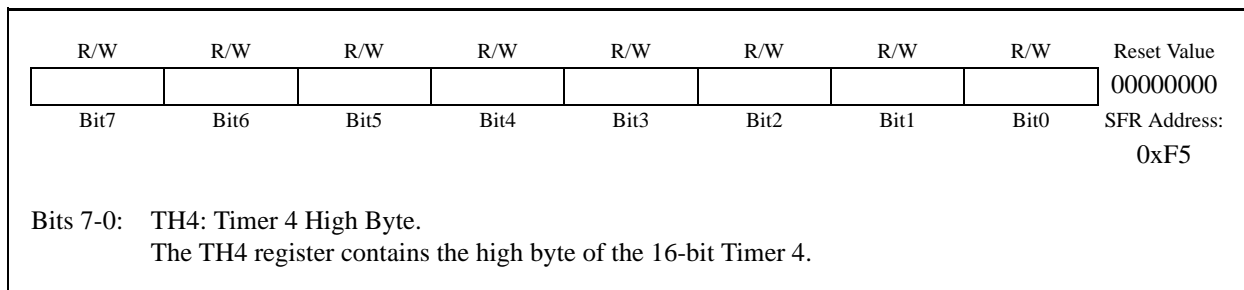 R/W R/W R/W R/W R/W R/W R/W R/W Reset Value
00000000
Bit7 Bit6 Bit5 Bit4 Bit3 Bit2 Bit1 Bit0 SFR Address:
0xF5
Bits 7-0: TH4: Timer 4 High Byte.
The TH4 register contains the high byte of the 16-bit Timer 4.